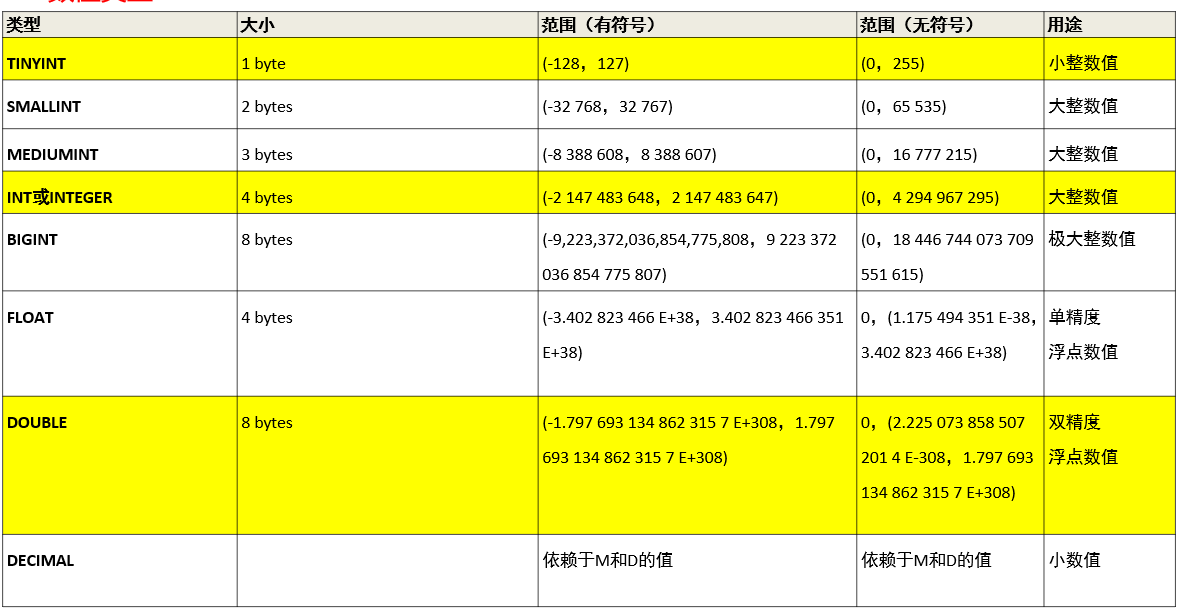 类型 大小 范围（有符号） 范围（无符号） 用途
TINYINT 1 byte (-128，127) (0，255) 小整数值
SMALLINT 2 bytes (-32 768，32 767) (0，65 535) 大整数值
MEDIUMINT 3 bytes (-8 388 608，8 388 607) (0，16 777 215) 大整数值
INT或INTEGER 4 bytes (-2 147 483 648，2 147 483 647) (0，4 294 967 295) 大整数值
BIGINT 8 bytes (-9,223,372,036,854,775,808，9 223 372 (0，18 446 744 073 709 极大整数值
036 854 775 807) 551 615)
FLOAT 4 bytes (-3.402 823 466 E+38，3.402 823 466 351 0，(1.175 494 351 E-38， 单精度
E+38) 3.402 823 466 E+38) 浮点数值
DOUBLE 8 bytes (-1.797 693 134 862 315 7 E+308，1.797 0，(2.225 073 858 507 双精度
693 134 862 315 7 E+308) 201 4 E-308，1.797 693 浮点数值
134 862 315 7 E+308)
DECIMAL 依赖于M和D的值 依赖于M和D的值 小数值